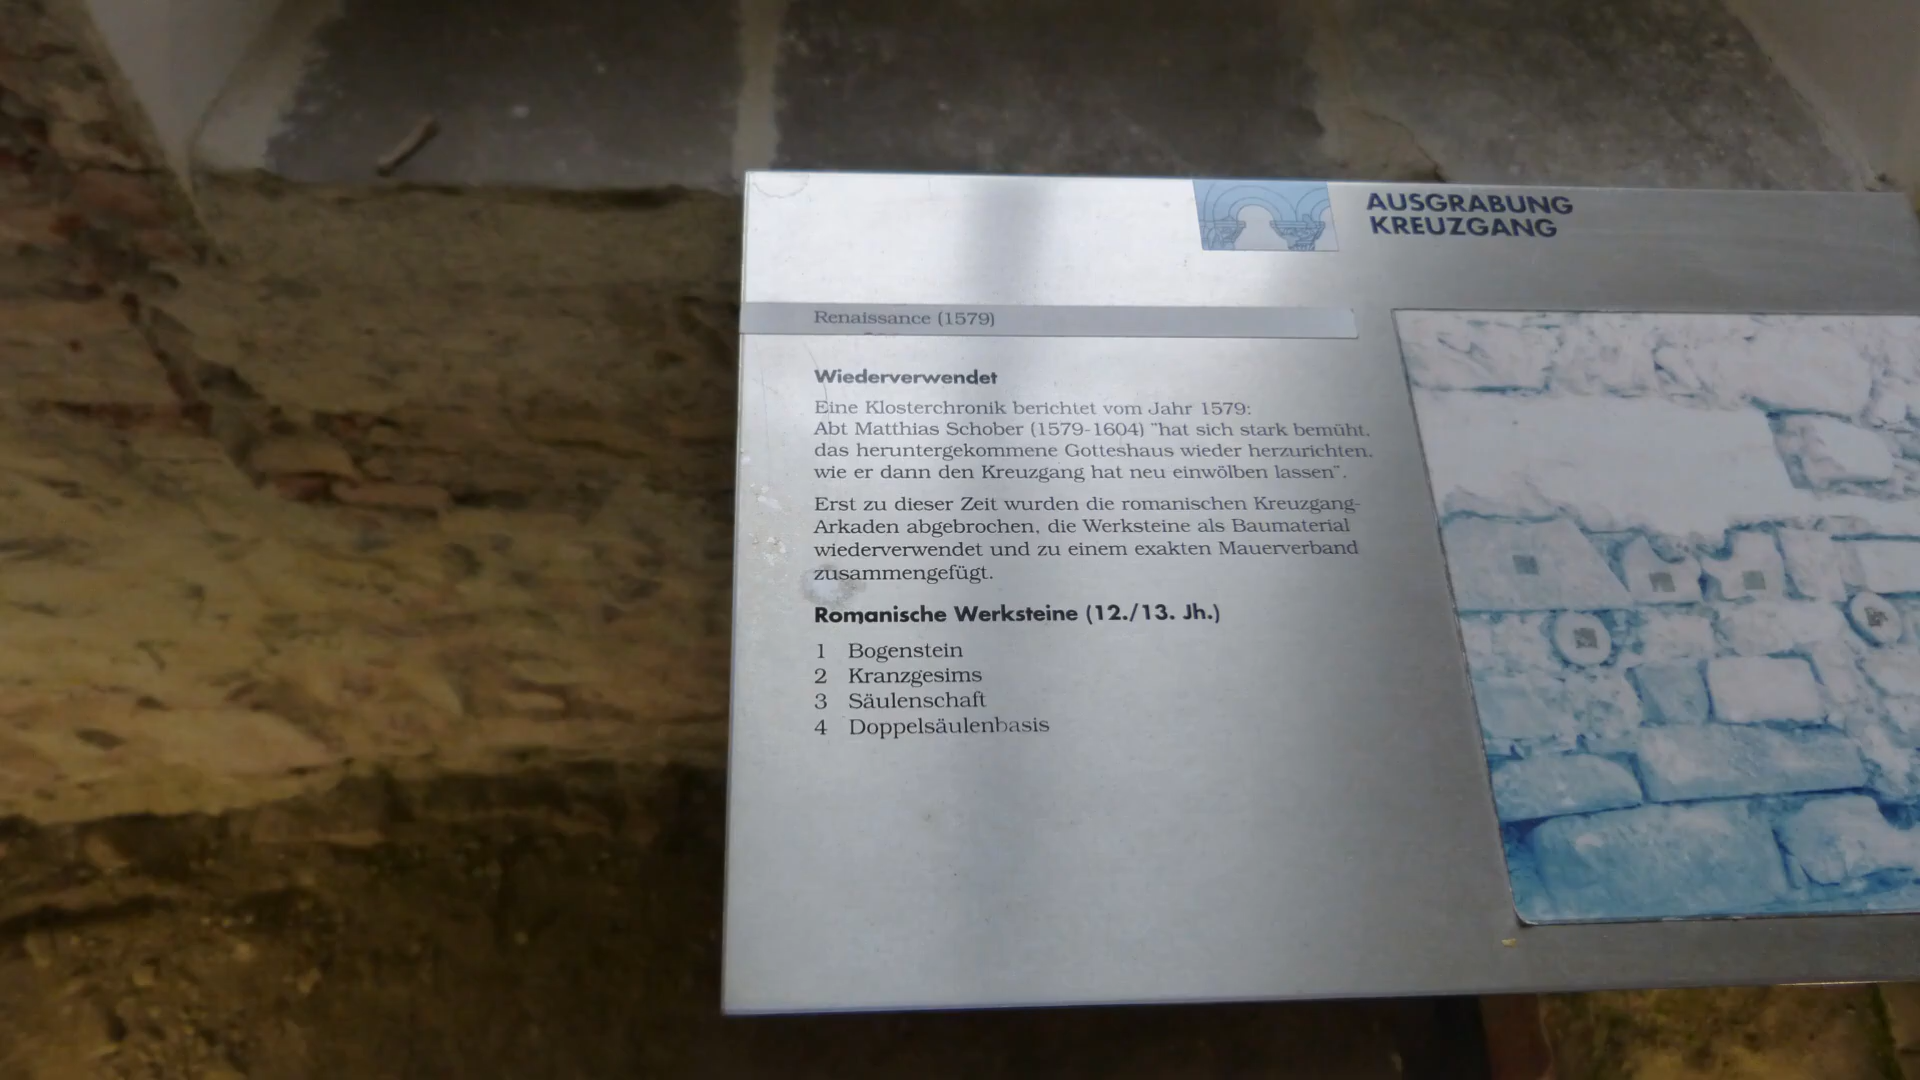 AUSGRABUNG
KREUZGANG
Renaissance (1579)
Wiederverwendet
Eine Klosterchronik berichtet vom Jahr 1579:
Abt Matthias Schober (1579-1604) "hat sich stark bemüht,
das heruntergekommene Gotteshaus wieder herzurichten,
wie er dann den Kreuzgang hat neu einwölben lassen".
Erst zu dieser Zeit wurden die romanischen Kreuzgang-
Arkaden abgebrochen, die Werksteine als Baumaterial
wiederverwendet und zu einem exakten Mauerverband
zusammengefügt.
Romanische Werksteine (12./13. Jh.)
1 Bogenstein
2 Kranzgesims
3 Säulenschaft
4 Doppelsäulenbasis